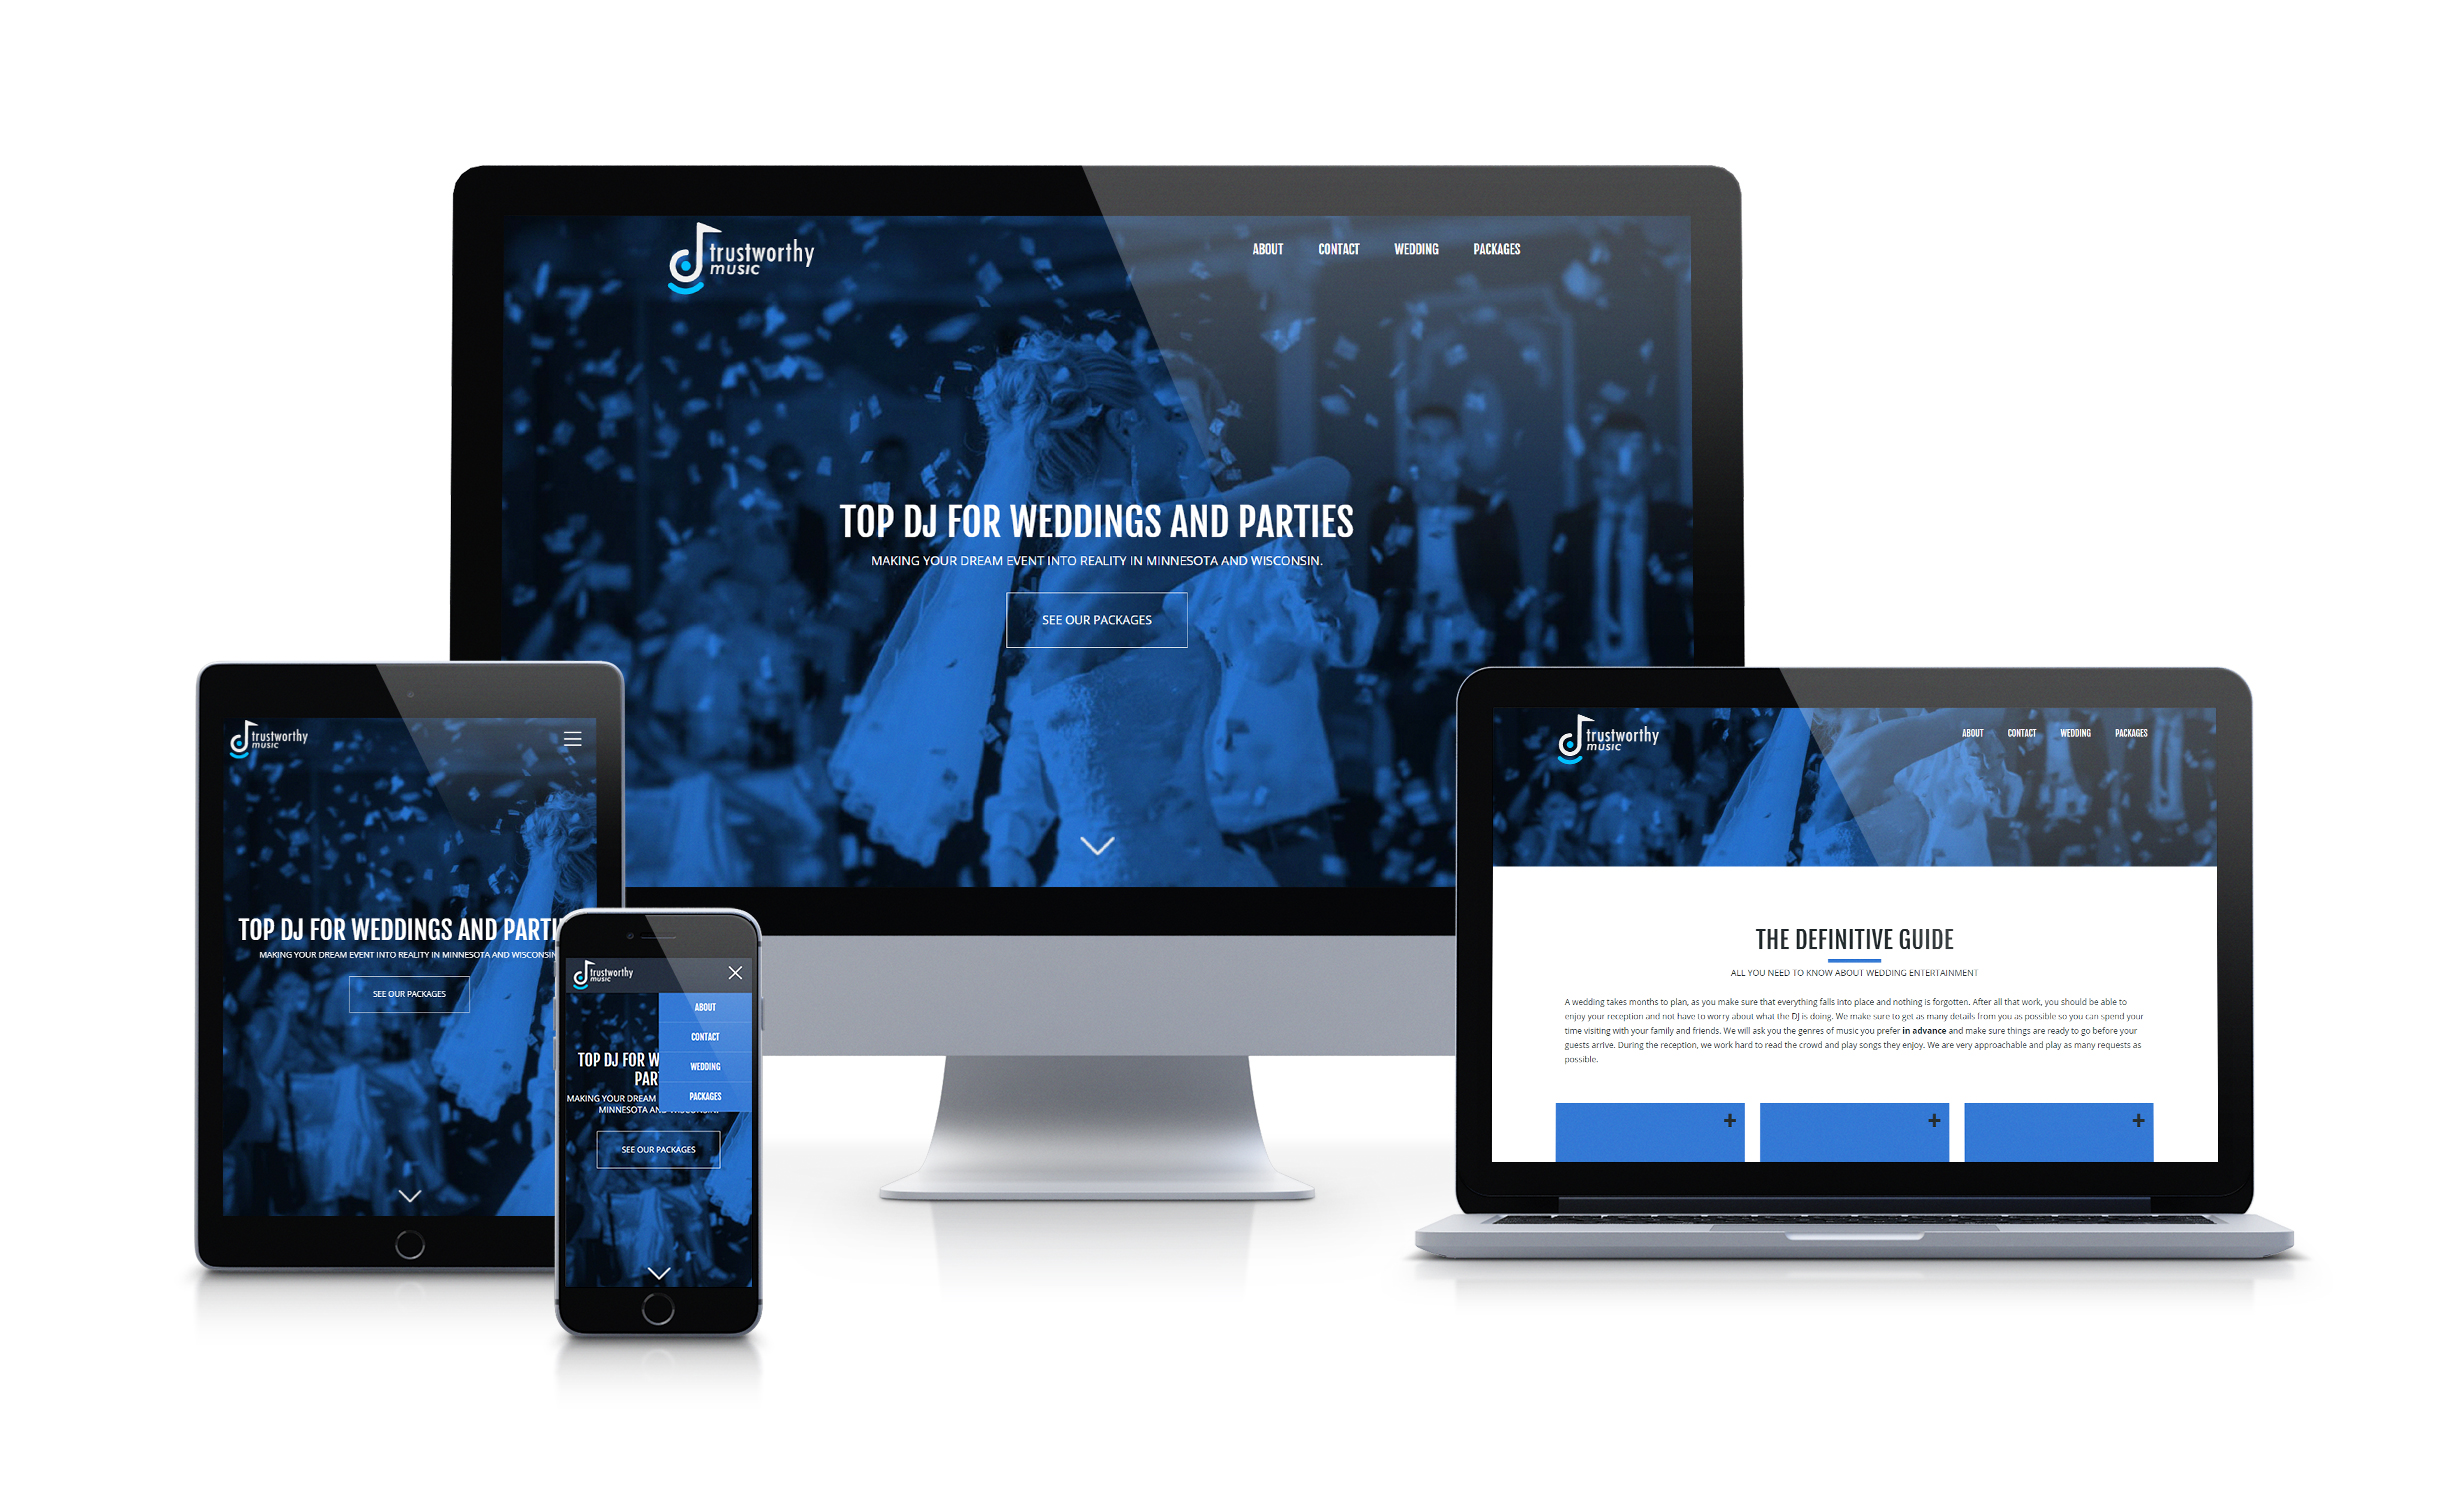 trustworthy
music
ABOUT CONTACT WEDDING PACKAGES
TOP DJ FOR WEDDINGS AND PARTIES
MAKING YOUR DREAM EVENT INTO REALITY IN MINNESOTA AND WISCONSIN.
SEE OUR PACKAGES
trustworthy
music
TOP DJ FOR WEDDINGS AND PARTI
MAKING YOUR DREAM EVENT INTO REALITY IN MINNESOTA AND WISCONSIN
SEE OUR PACKAGES
trustworthy
music
ABOUT
CONTACT
WEDDING
PACKAGES
TOP DJ FOR W
PAR
MAKING YOUR DREAM
MINNESOTA AND WISCONSIN.
SEE OUR PACKAGES
trustworthy
music
ABOUT CONTACT WEDDING PACKAGES
THE DEFINITIVE GUIDE
ALL YOU NEED TO KNOW ABOUT WEDDING ENTERTAINMENT
A wedding takes months to plan, as you make sure that everything falls into place and nothing is forgotten. After all that work, you should be able to
enjoy your reception and not have to worry about what the DJ is doing. We make sure to get as many details from you as possible so you can spend your
time visiting with your family and friends. We will ask you the genres of music you prefer in advance and make sure things are ready to go before your
guests arrive. During the reception, we work hard to read the crowd and play songs they enjoy. We are very approachable and play as many requests as
possible.
+ + +